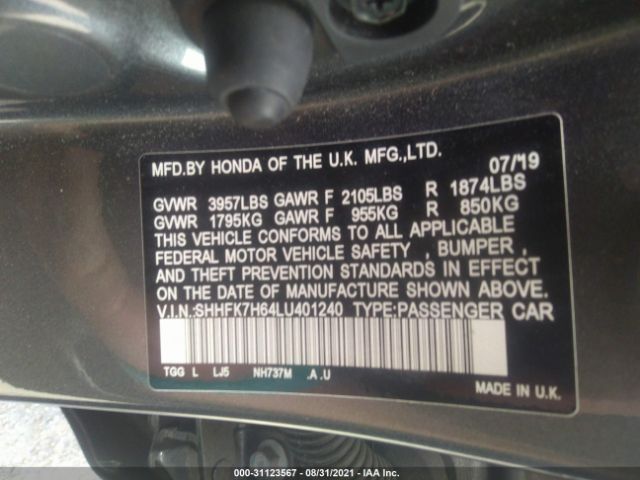 MFD.BY HONDA OF THE U.K. MFG.,LTD. 07/19
GVWR 3957LBS GAWR F 2105LBS R 1874LBS
GVWR 1795KG GAWR F 955KG R 850KG
THIS VEHICLE CONFORMS TO ALL APPLICABLE
FEDERAL MOTOR VEHICLE SAFETY , BUMPER ,
AND THEFT PREVENTION STANDARDS IN EFFECT
ON THE DATE OF MANUFACTURE SHOWN ABOVE.
V.I.N.:SHHFK7H64LU401240 TYPE:PASSENGER CAR
TGG L LJ5 NH737M .A .U
MADE IN U.K.
000-31123567 - 08/31/2021 - IAA Inc.